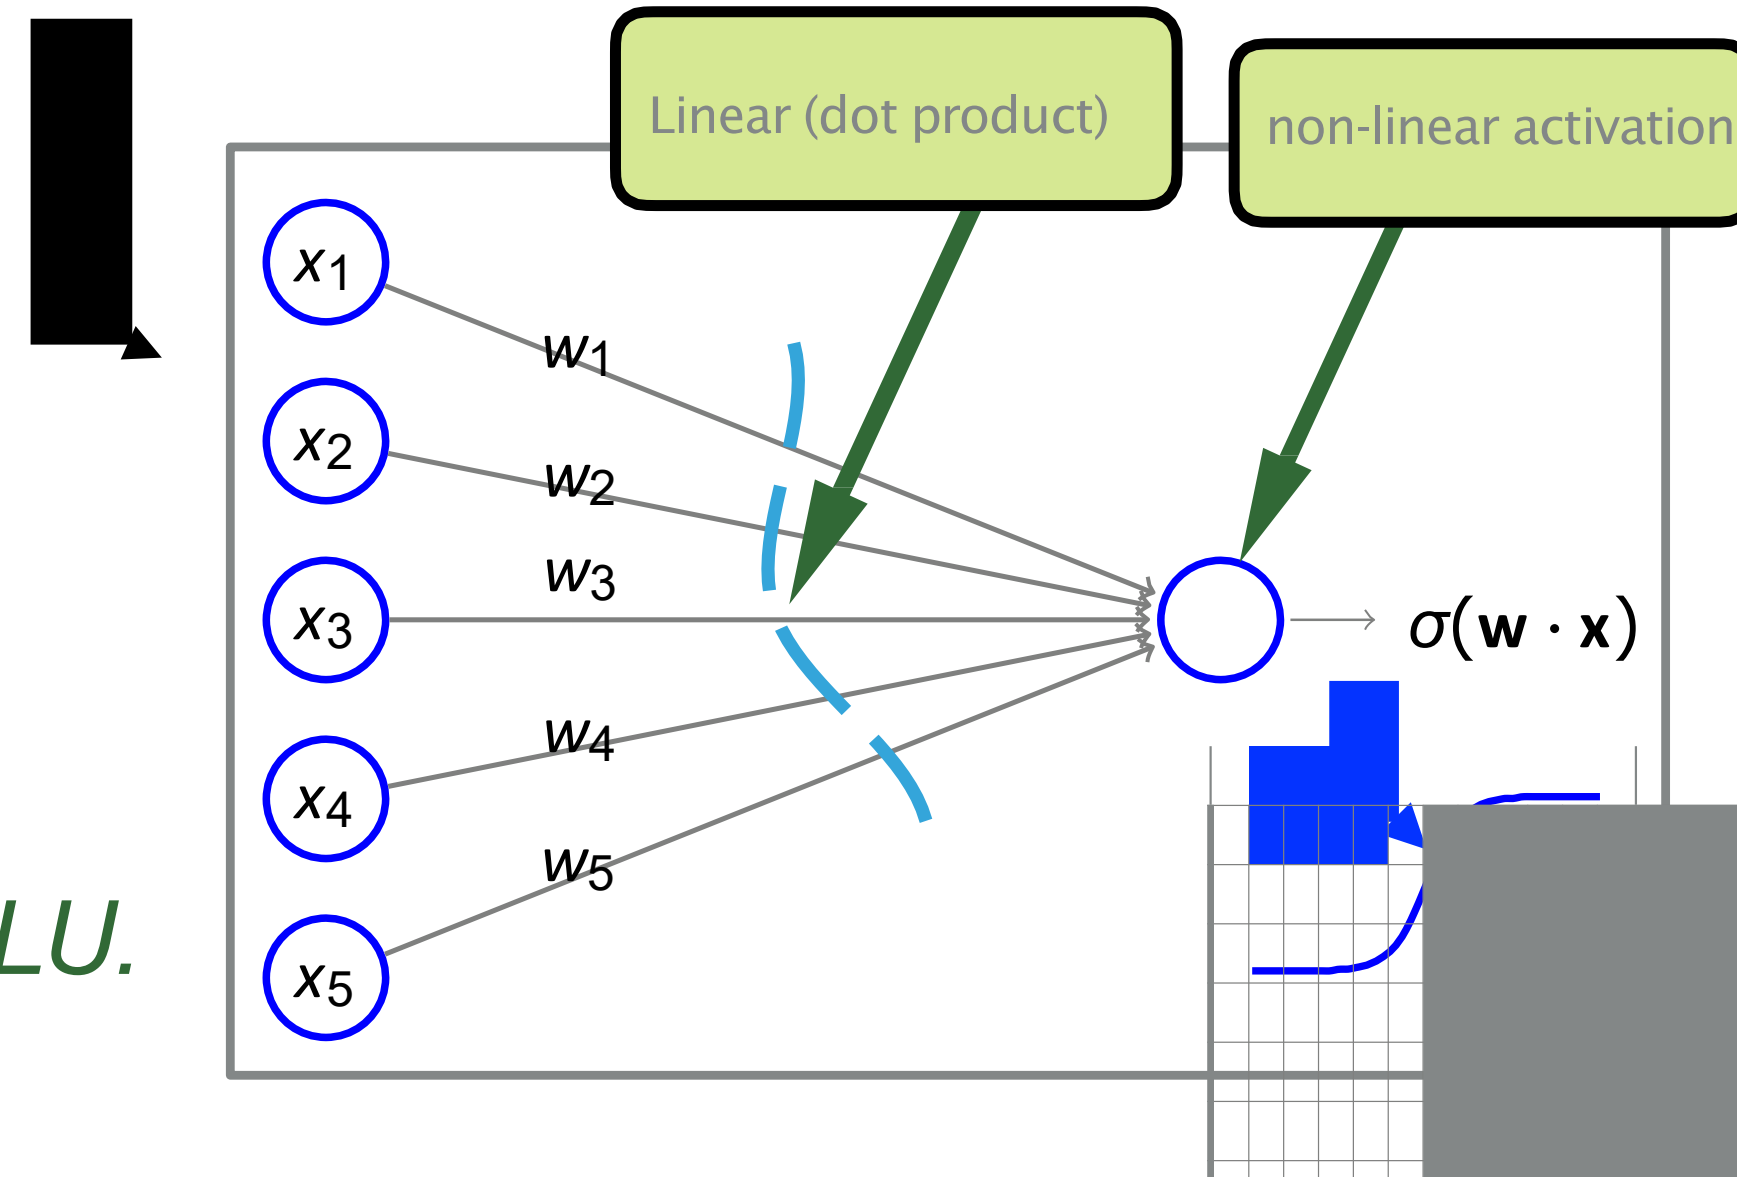 Linear (dot product)
non-linear activation
x1
w1
x2
w2
w3
x3
σ(w · x)
w4
x4
w5
LU.
x5